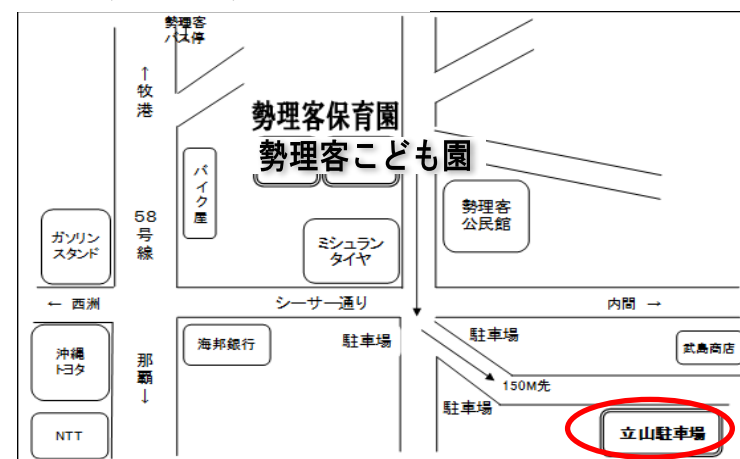 勢理客
バス停
↑
牧
港
勢理客保育園
勢理客こども園
バ
イ
ク
屋
勢理客
公民館
58
号
線
ガソリン
スタンド
ミシュラン
タイヤ
← 西洲
シーサー通り
内間 →
沖縄
トヨタ
那
覇
↓
海邦銀行
駐車場
駐車場
武島商店
150M先
駐車場
NTT
立山駐車場